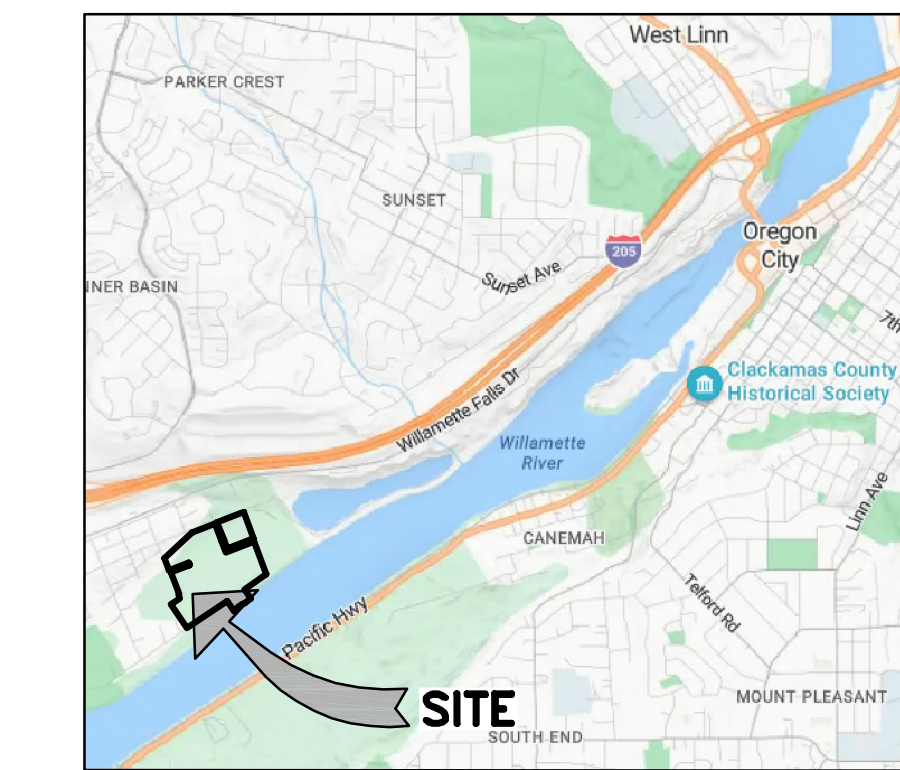 West Linn
PARKER CREST
SUNSET
Oregon
City
205
Sunset Ave
NNER BASIN
7th
Clackamas County
Historical Society
Willamette Falls Dr
Willamette
River
Linn Ave
CANEMAH
Telford Rd
Pacific Hwy
MOUNT PLEASANT
SITE
SOUTH END